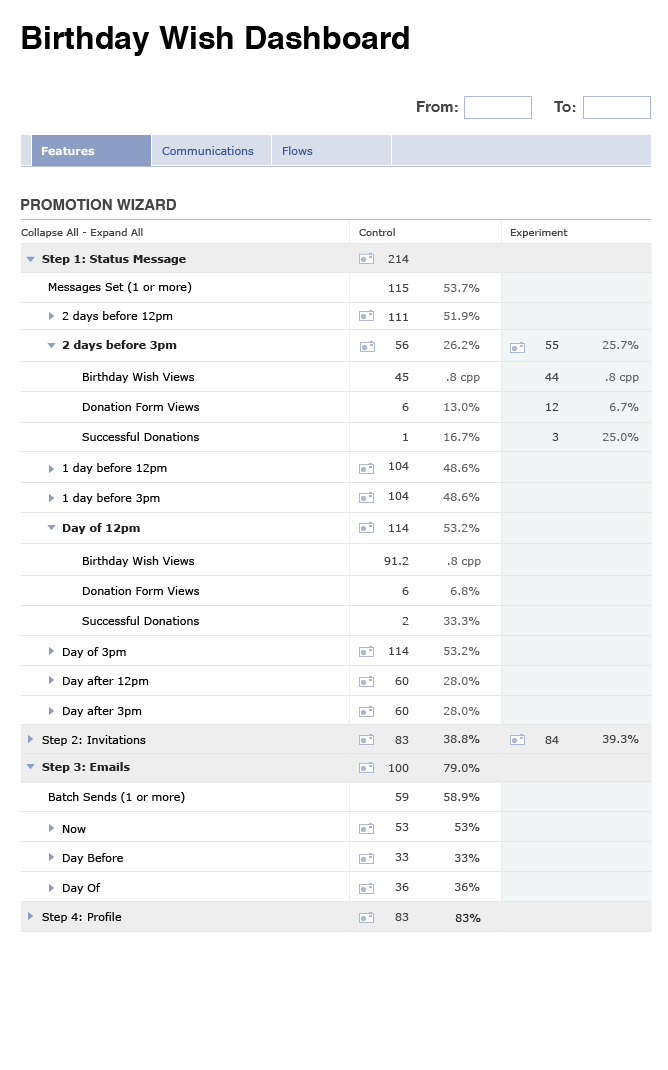 Birthday Wish Dashboard
From: To:
Features Communications Flows
PROMOTION WIZARD
Collapse All - Expand All Control Experiment
Step 1: Status Message 214
Messages Set (1 or more) 115 53.7%
2 days before 12pm 111 51.9%
2 days before 3pm 56 26.2% 55 25.7%
Birthday Wish Views 45 .8 cpp 44 .8 cpp
Donation Form Views 6 13.0% 12 6.7%
Successful Donations 1 16.7% 3 25.0%
1 day before 12pm 104 48.6%
1 day before 3pm 104 48.6%
Day of 12pm 114 53.2%
Birthday Wish Views 91.2 .8 cpp
Donation Form Views 6 6.8%
Successful Donations 2 33.3%
Day of 3pm 114 53.2%
Day after 12pm 60 28.0%
Day after 3pm 60 28.0%
Step 2: Invitations 83 38.8% 84 39.3%
Step 3: Emails 100 79.0%
Batch Sends (1 or more) 59 58.9%
Now 53 53%
Day Before 33 33%
Day Of 36 36%
Step 4: Profile 83 83%